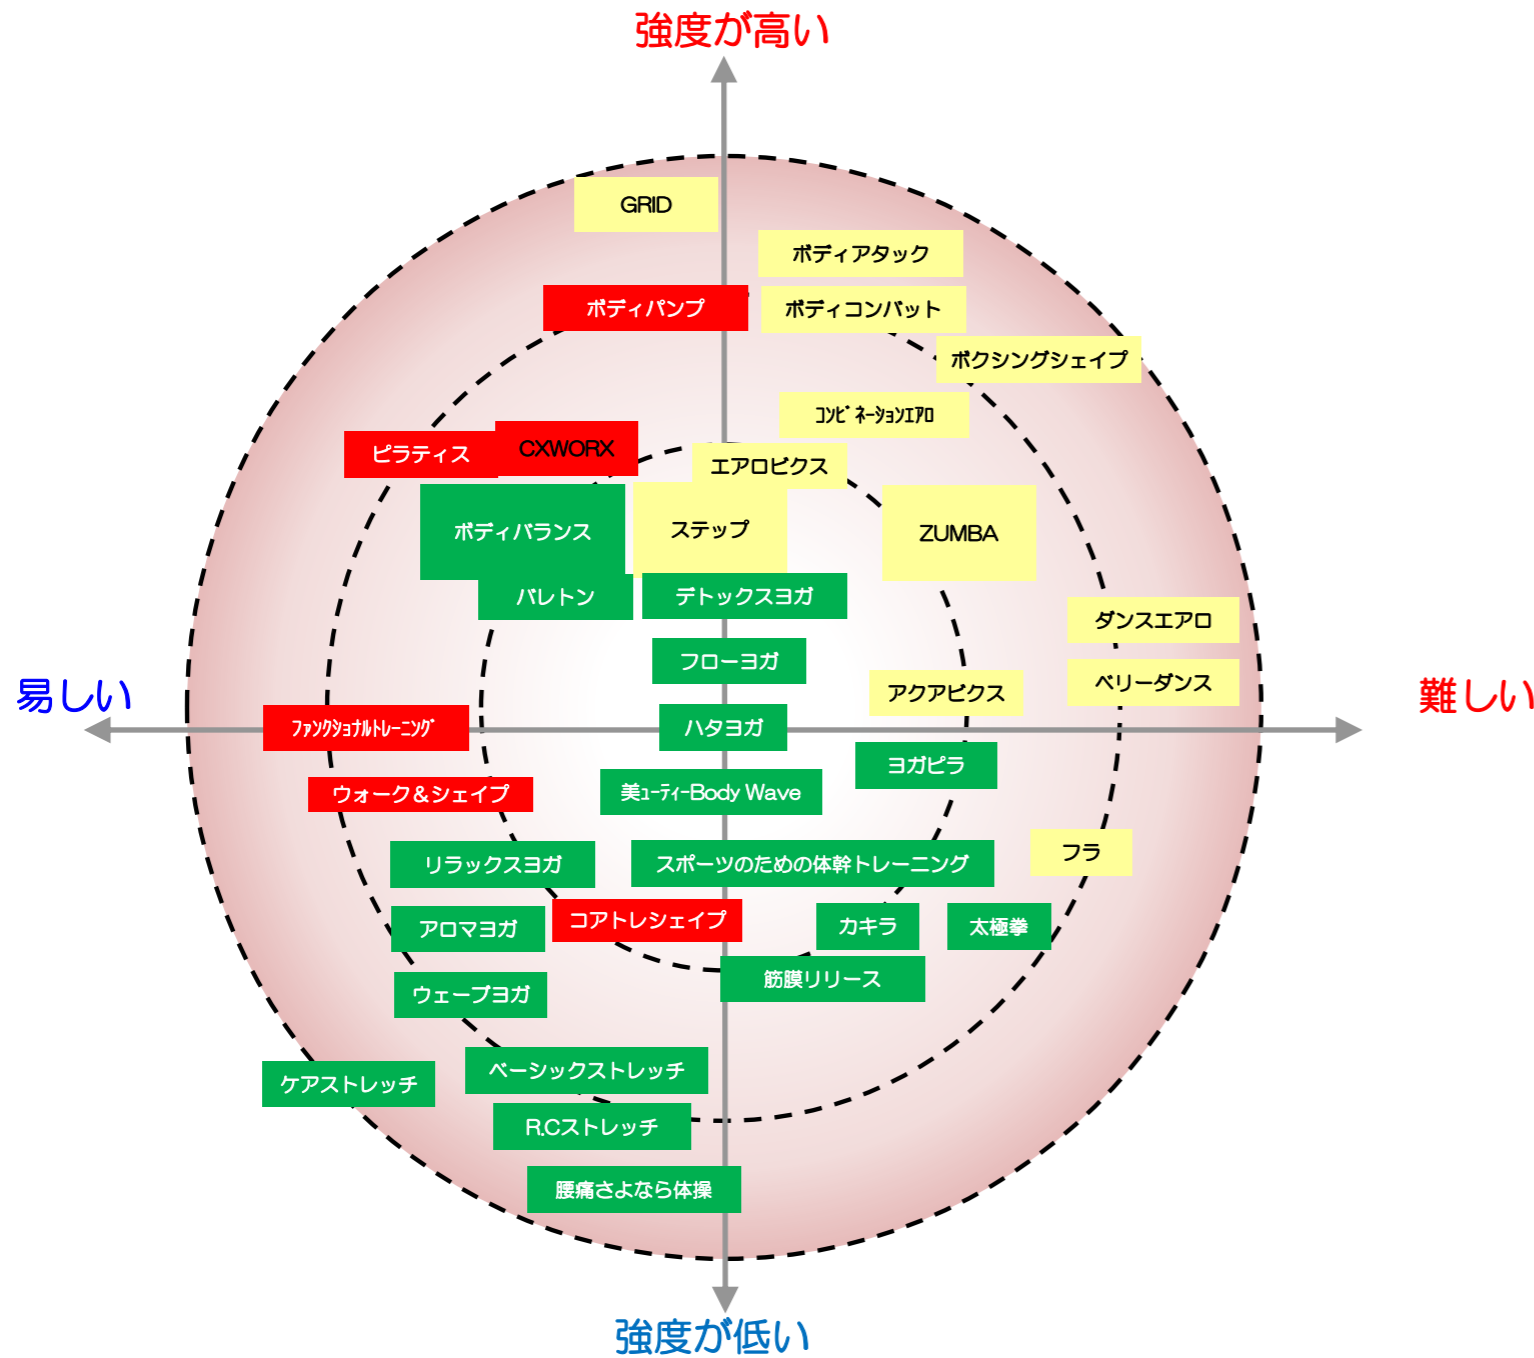 強度が高い
GRID
ボディアタック
ボディパンプ
ボディコンバット
ボクシングシェイプ
ｺﾝﾋﾞﾈｰｼｮﾝｴｱﾛ
ピラティス
CXWORX
エアロビクス
ボディバランス
ステップ
ZUMBA
バレトン
デトックスヨガ
ダンスエアロ
フローヨガ
易しい
アクアビクス
ベリーダンス
難しい
ﾌｧﾝｸｼｮﾅﾙﾄﾚｰﾆﾝｸﾞ
ハタヨガ
ヨガピラ
ウォーク＆シェイプ
美ｭｰﾃｨｰBody Wave
リラックスヨガ
スポーツのための体幹トレーニング
フラ
アロマヨガ
コアトレシェイプ
カキラ
太極拳
ウェーブヨガ
筋膜リリース
ケアストレッチ
ベーシックストレッチ
R.Cストレッチ
腰痛さよなら体操
強度が低い